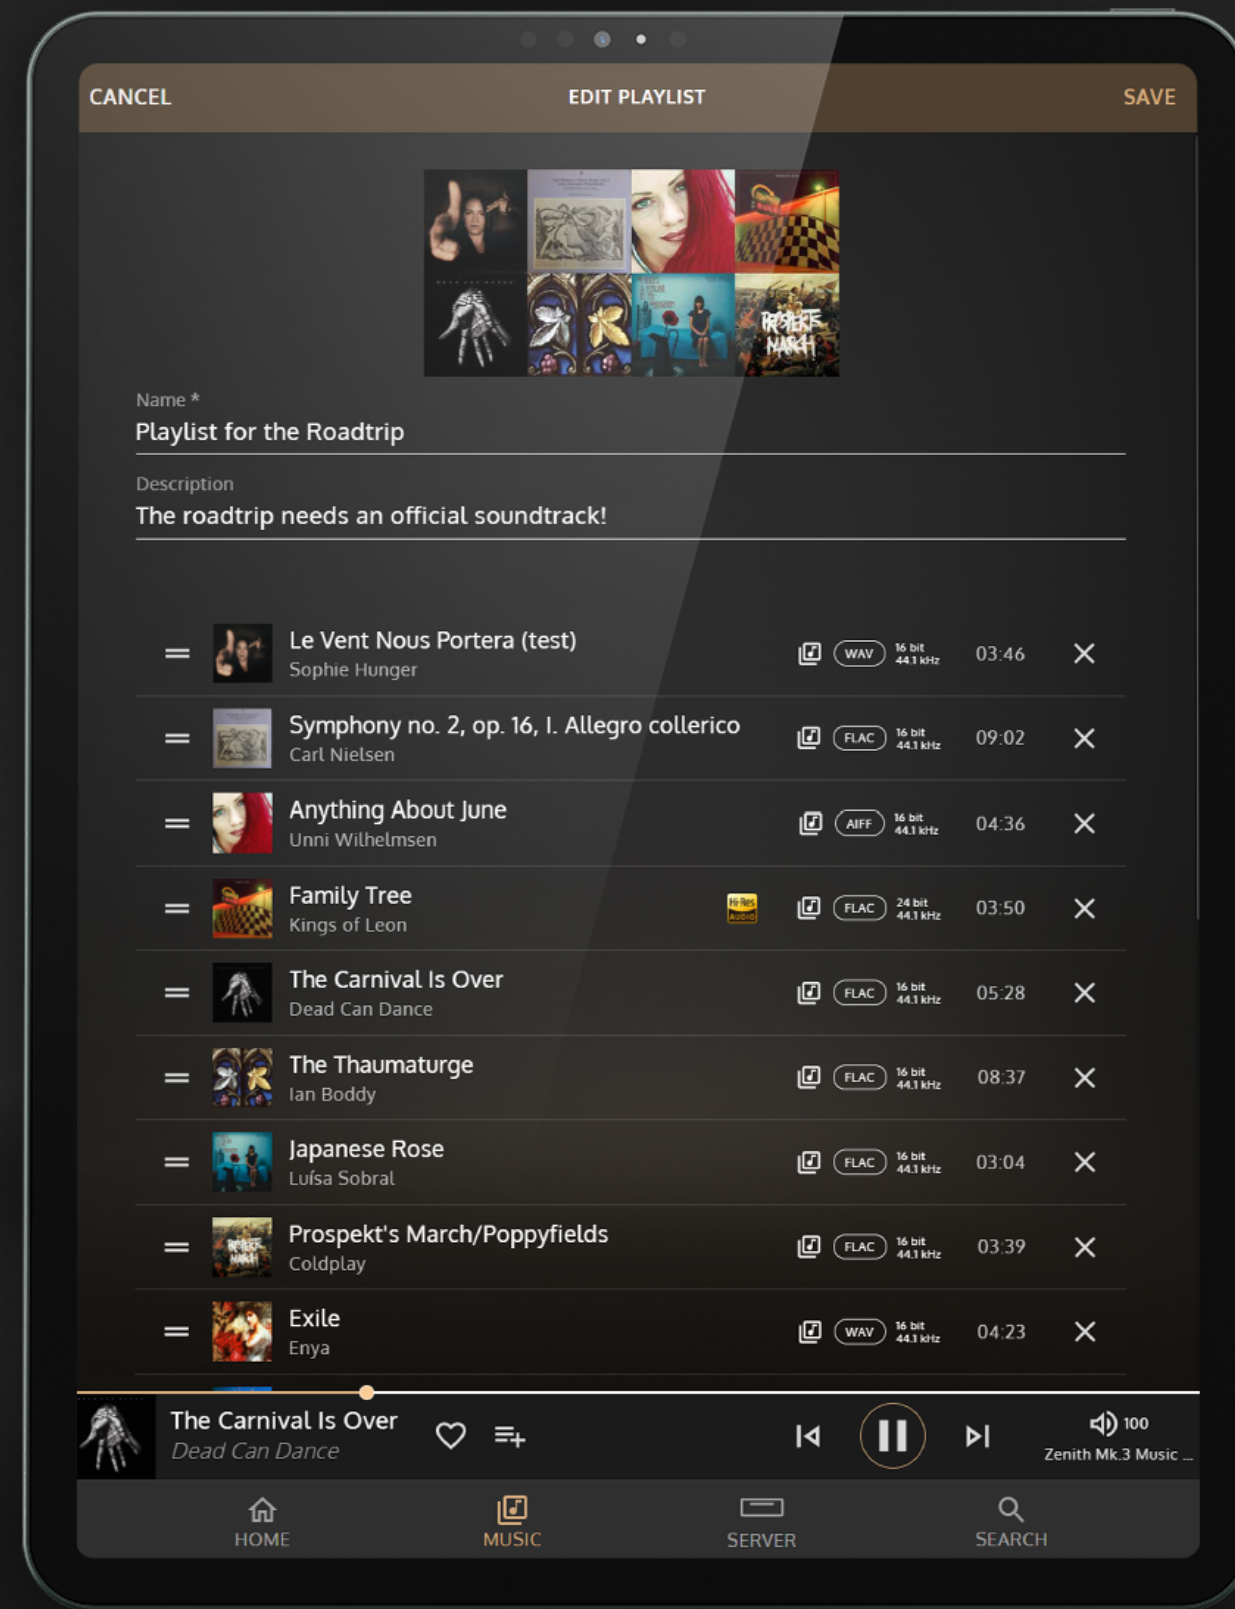 CANCEL
EDIT PLAYLIST
SAVE
PROSPEKT'S
MARCH
Name *
Playlist for the Roadtrip
Description
The roadtrip needs an official soundtrack!
Le Vent Nous Portera (test)
Sophie Hunger
WAV
16 bit
44.1 kHz
03:46
Symphony no. 2, op. 16, I. Allegro collerico
Carl Nielsen
FLAC
16 bit
44.1 kHz
09:02
Anything About June
Unni Wilhelmsen
AIFF
16 bit
44.1 kHz
04:36
Family Tree
Kings of Leon
Hi-Res
AUDIO
FLAC
24 bit
44.1 kHz
03:50
The Carnival Is Over
Dead Can Dance
FLAC
16 bit
44.1 kHz
05:28
The Thaumaturge
Ian Boddy
FLAC
16 bit
44.1 kHz
08:37
Japanese Rose
Luísa Sobral
FLAC
16 bit
44.1 kHz
03:04
Prospekt's March/Poppyfields
Coldplay
FLAC
16 bit
44.1 kHz
03:39
Exile
Enya
WAV
16 bit
44.1 kHz
04:23
The Carnival Is Over
Dead Can Dance
100
Zenith Mk.3 Music ...
HOME
MUSIC
SERVER
SEARCH